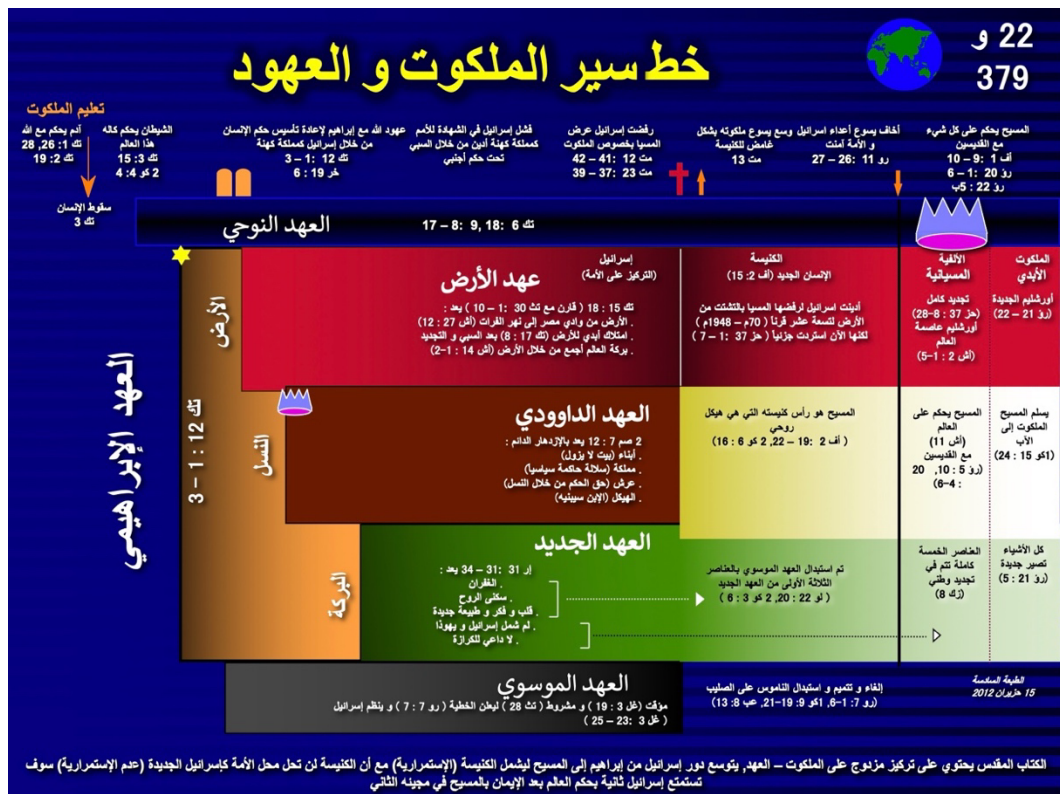 22 و
379
خط سير الملكوت و العهود
تعليم الملكوت
آدم يحكم مع الله
تك 1: 26, 28
تك 2: 19
الشيطان يحكم كاله
هذا العالم
تك 3: 15
2 كو 4: 4
سقوط الإنسان
تك 3
عهود الله مع إبراهيم لإعادة تأسيس حكم الإنسان
من خلال إسرائيل كمملكة كهنة
تك 12 :1 – 3
خر 19 : 6
فشل إسرائيل في الشهادة للأمم
كمملكة كهنة أدين من خلال السبي
تحت حكم أجنبي
رفضت إسرائيل عرض
المسيا بخصوص الملكوت
مت 12 :41 – 42
مت 23 :37 – 39
وسع يسوع ملكوته بشكل
غامض للكنيسة
مت 13
أخاف يسوع أعداء اسرائيل
و الأمة آمنت
رو 11 :26 – 27
المسيح يحكم على كل شيء
مع القديسين
أف 1 :9 – 10
رؤ 20 :1 – 6
رؤ 22 : 5ب
العهد النوحي
تك 6 :18 ,9 :8 – 17
العهد الإبراهيمي
تك 12 : 1 – 3
الأرض
النسل
البركة
عهد الأرض
إسرائيل
(التركيز على الأمة)
تك 15 : 18 ( قارن مع تث 30 :1 – 10 ) يعد :
. الأرض من وادي مصر إلى نهر الفرات (أش 27 : 12)
. امتلاك أبدي للأرض (تك 17 : 8) بعد السبي و التجديد
. بركة العالم أجمع من خلال الأرض (أش 14 : 1–2)
الكنيسة
الإنسان الجديد (أف 2: 15)
أدينت اسرائيل لرفضها المسيا بالتشتت من
الأرض لتسعة عشر قرناً (70م – 1948م )
لكنها الآن استردت جزئياً ( حز 37 :1 – 7 )
الألفية
المسيانية
تجديد كامل
(حز 37 :8–28)
أورشليم عاصمة
العالم
(أش 2 : 1–5)
الملكوت
الأبدي
أورشليم الجديدة
(رؤ 21 – 22)
العهد الداوودي
2 صم 7 : 12 يعد بالإزدهار الدائم :
. أبناء (بيت لا يزول)
. مملكة (سلالة حاكمة سياسياً)
. عرش (حق الحكم من خلال النسل)
. الهيكل (الإبن سيبنيه)
المسيح هو رأس كنيسته التي هي هيكل
روحي
( أف 2 :19 – 22, 2 كو 6 : 16)
المسيح يحكم على
العالم
(أش 11)
مع القديسين
(رؤ 5 : 10, 20
: 4–6)
يسلم المسيح
الملكوت إلى
الآب
(1كو 15 : 24)
العهد الجديد
إر 31 :31 – 34 يعد :
. الغفران
. سكنى الروح
. قلب و فكر و طبيعة جديدة
. لم شمل إسرائيل و يهوذا
. لا داعي للكرازة
تم استبدال العهد الموسوي بالعناصر
الثلاثة الأولى من العهد الجديد
( لو 22 : 20, 2 كو 3 : 6 )
العناصر الخمسة
كاملة تتم في
تجديد وطني
(زك 8)
كل الأشياء
تصير جديدة
(رؤ 21 : 5)
العهد الموسوي
مؤقت (غل 3 : 19 ) و مشروط ( تث 28 ) ليعلن الخطية ( رو 7 : 7 ) و ينظم إسرائيل
( غل 3 :23 – 25 )
إلغاء و تتميم و استبدال الناموس على الصليب
(رو 7: 1–6, 1كو 9: 19–21, عب 8: 13)
الطبعة السادسة
15 حزيران 2012
الكتاب المقدس يحتوي على تركيز مزدوج على الملكوت – العهد, يتوسع دور إسرائيل من إبراهيم إلى المسيح ليشمل الكنيسة (الإستمرارية) مع أن الكنيسة لن تحل محل الأمة كإسرائيل الجديدة (عدم الإستمرارية) سوف
تستمتع إسرائيل ثانية بحكم العالم بعد الإيمان بالمسيح في مجيئه الثاني